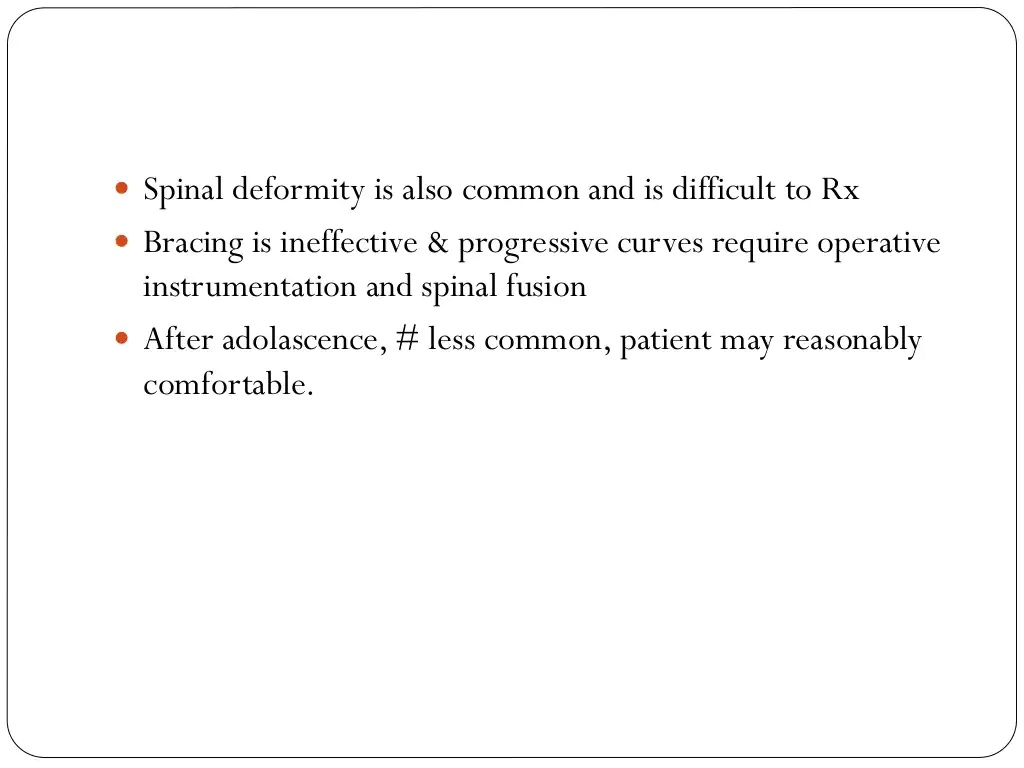 • Spinal deformity is also common and is difficult to Rx
• Bracing is ineffective & progressive curves require operative
instrumentation and spinal fusion
• After adolascence, # less common, patient may reasonably
comfortable.